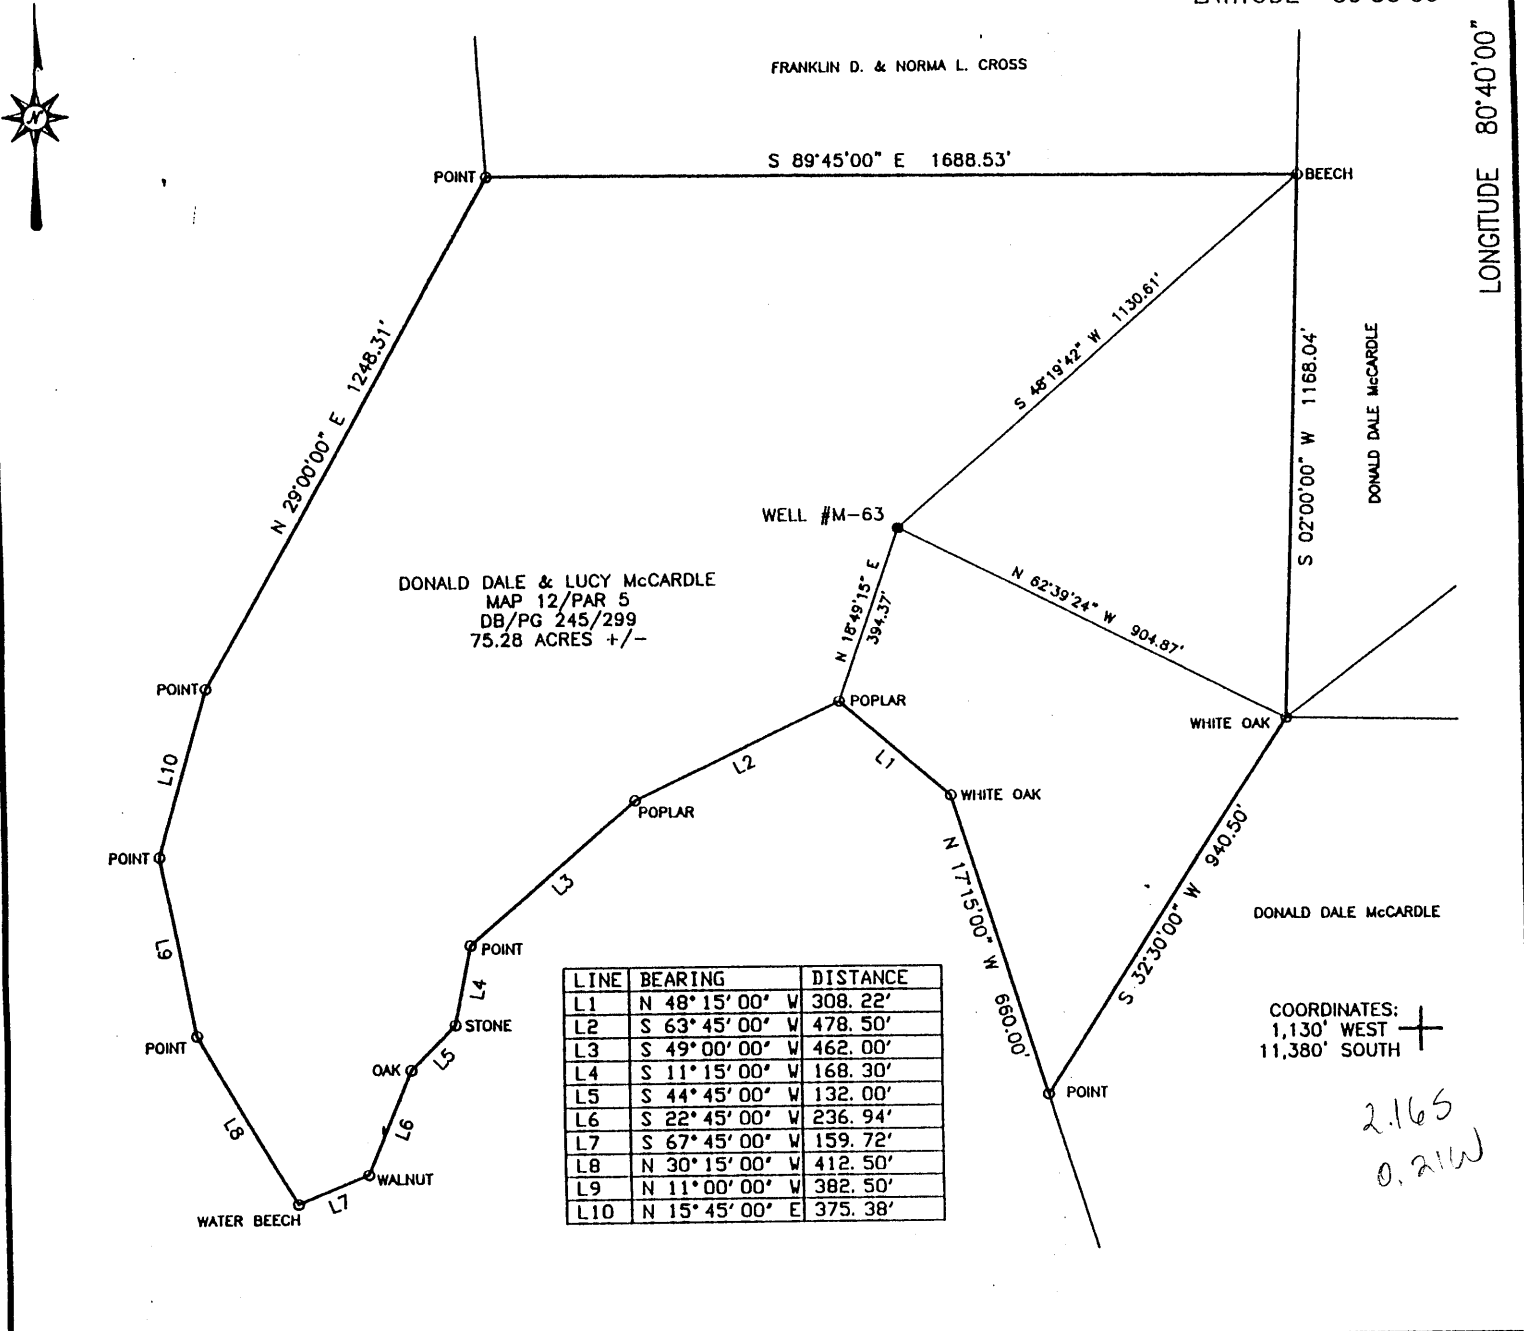 LONGITUDE 80°40'00"
N
FRANKLIN D. & NORMA L. CROSS
S 89°45'00" E 1688.53'
POINT
BEECH
S 48°19'42" W 1130.61'
S 02°00'00" W 1168.04'
DONALD DALE McCARDLE
N 29°00'00" E 1248.31'
WELL #M-63
N 18°49'15" E
394.37'
N 62°39'24" W 904.87'
DONALD DALE & LUCY McCARDLE
MAP 12/PAR 5
DB/PG 245/299
75.28 ACRES +/-
POINT
POPLAR
WHITE OAK
L10
L2
L1
POPLAR
WHITE OAK
POINT
L3
N 17°15'00" W 660.00'
S 32°30'00" W 940.50'
DONALD DALE McCARDLE
L9
POINT
L4
STONE
POINT
L5
OAK
L8
L6
WALNUT
L7
WATER BEECH
POINT
LINE BEARING DISTANCE
L1 N 48°15'00" W 308.22'
L2 S 63°45'00" W 478.50'
L3 S 49°00'00" W 462.00'
L4 S 11°15'00" W 168.30'
L5 S 44°45'00" W 132.00'
L6 S 22°45'00" W 236.94'
L7 S 67°45'00" W 159.72'
L8 N 30°15'00" W 412.50'
L9 N 11°00'00" W 382.50'
L10 N 15°45'00" E 375.38'
COORDINATES:
1,130' WEST
11,380' SOUTH
2.16S
0.21W